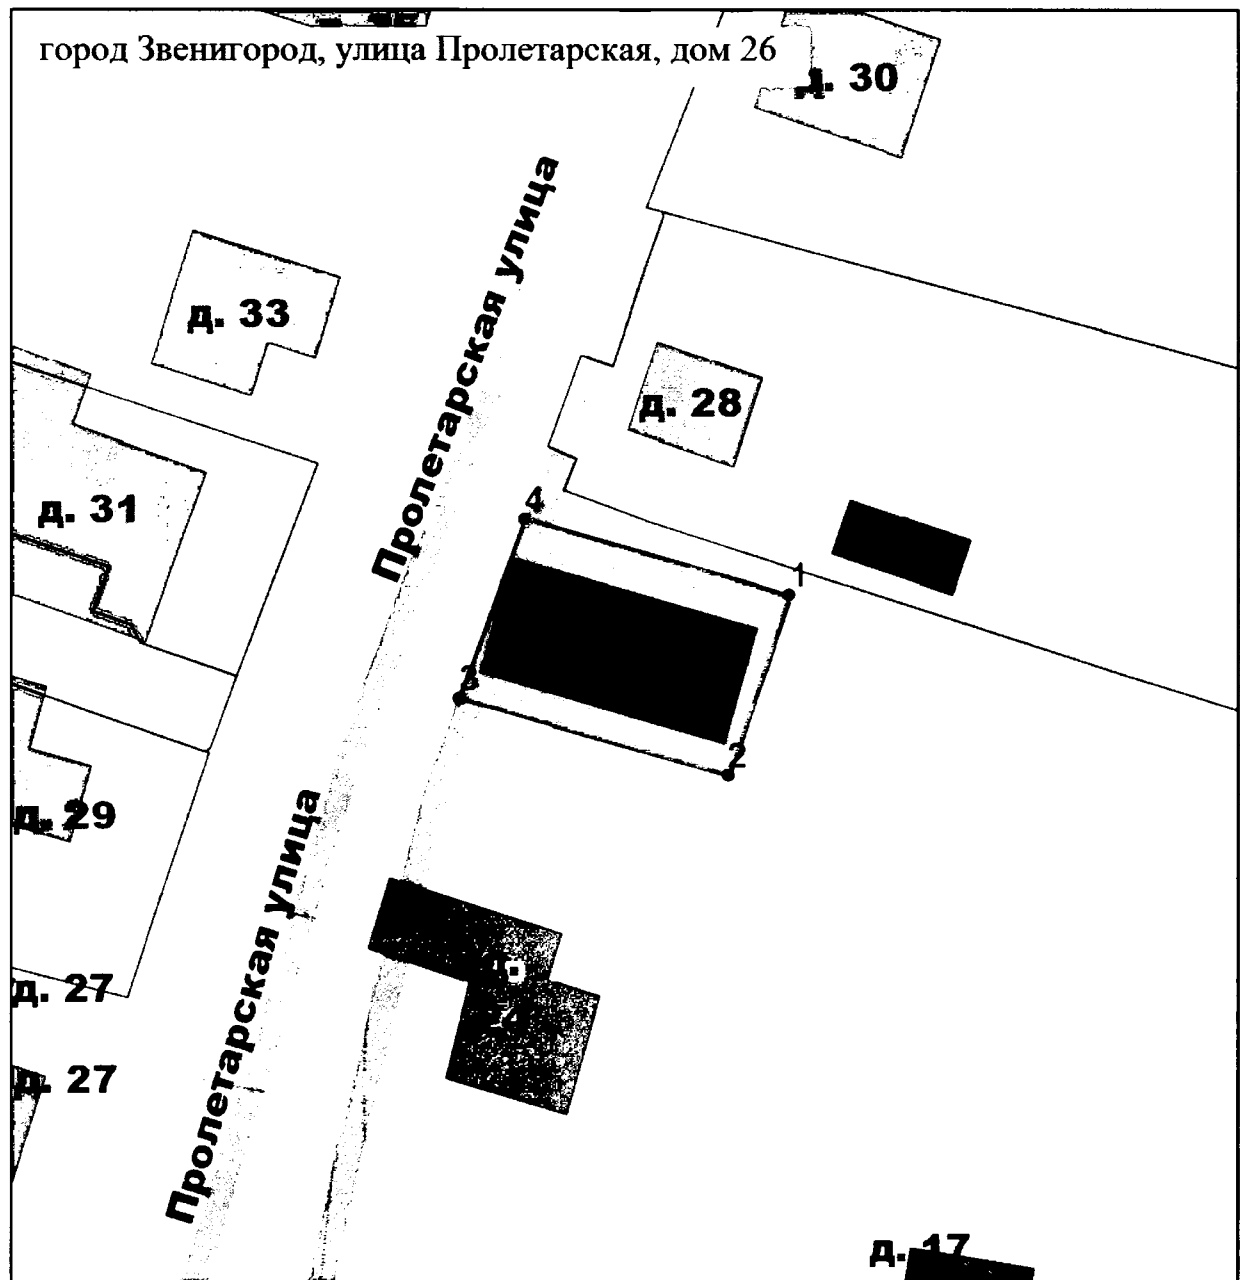 город Звенигород, улица Пролетарская, дом 26
д. 30
Пролетарская улица
д. 33
д. 28
д. 31
4
1
3
2
д. 29
Пролетарская улица
д.
24
д. 27
д. 27
д. 17